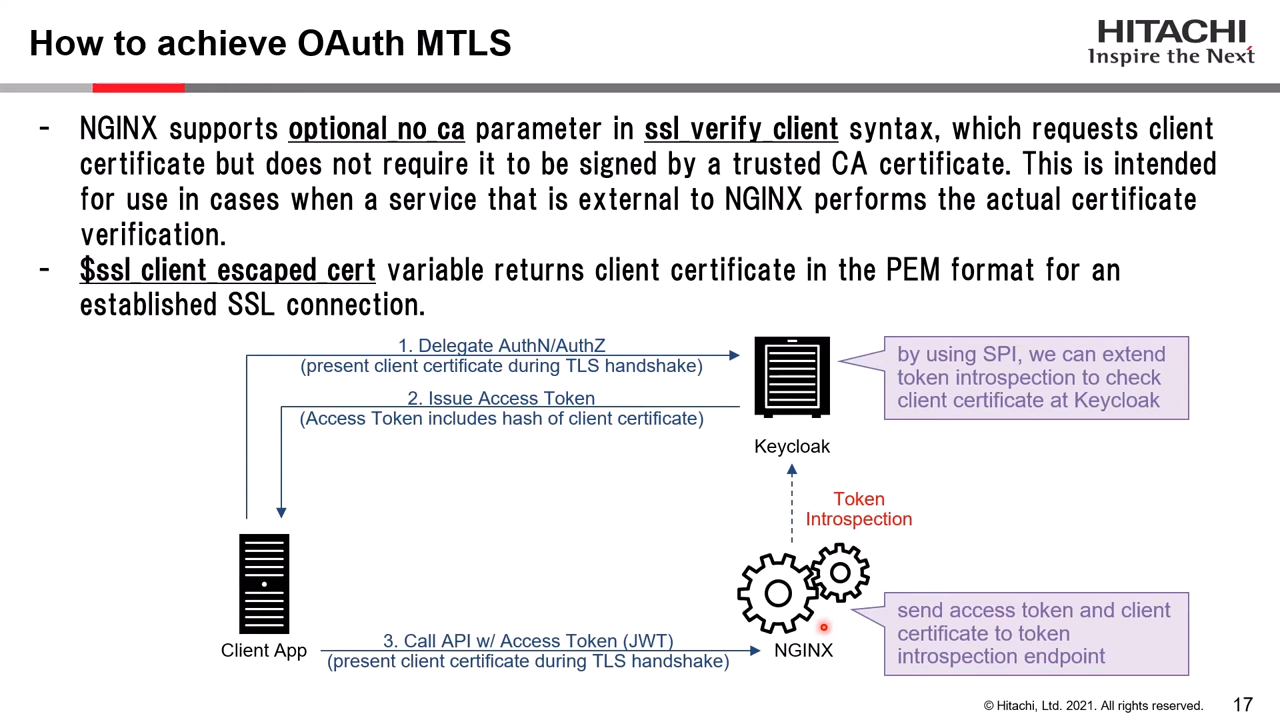 How to achieve OAuth MTLS
HITACHI
Inspire the Next
- NGINX supports optional_no_ca parameter in ssl_verify_client syntax, which requests client
certificate but does not require it to be signed by a trusted CA certificate. This is intended
for use in cases when a service that is external to NGINX performs the actual certificate
verification.
- $ssl_client_escaped_cert variable returns client certificate in the PEM format for an
established SSL connection.
1. Delegate AuthN/AuthZ
(present client certificate during TLS handshake)
2. Issue Access Token
(Access Token includes hash of client certificate)
by using SPI, we can extend
token introspection to check
client certificate at Keycloak
Keycloak
Token
Introspection
send access token and client
certificate to token
introspection endpoint
Client App
3. Call API w/ Access Token (JWT)
(present client certificate during TLS handshake)
NGINX
© Hitachi, Ltd. 2021. All rights reserved.
17